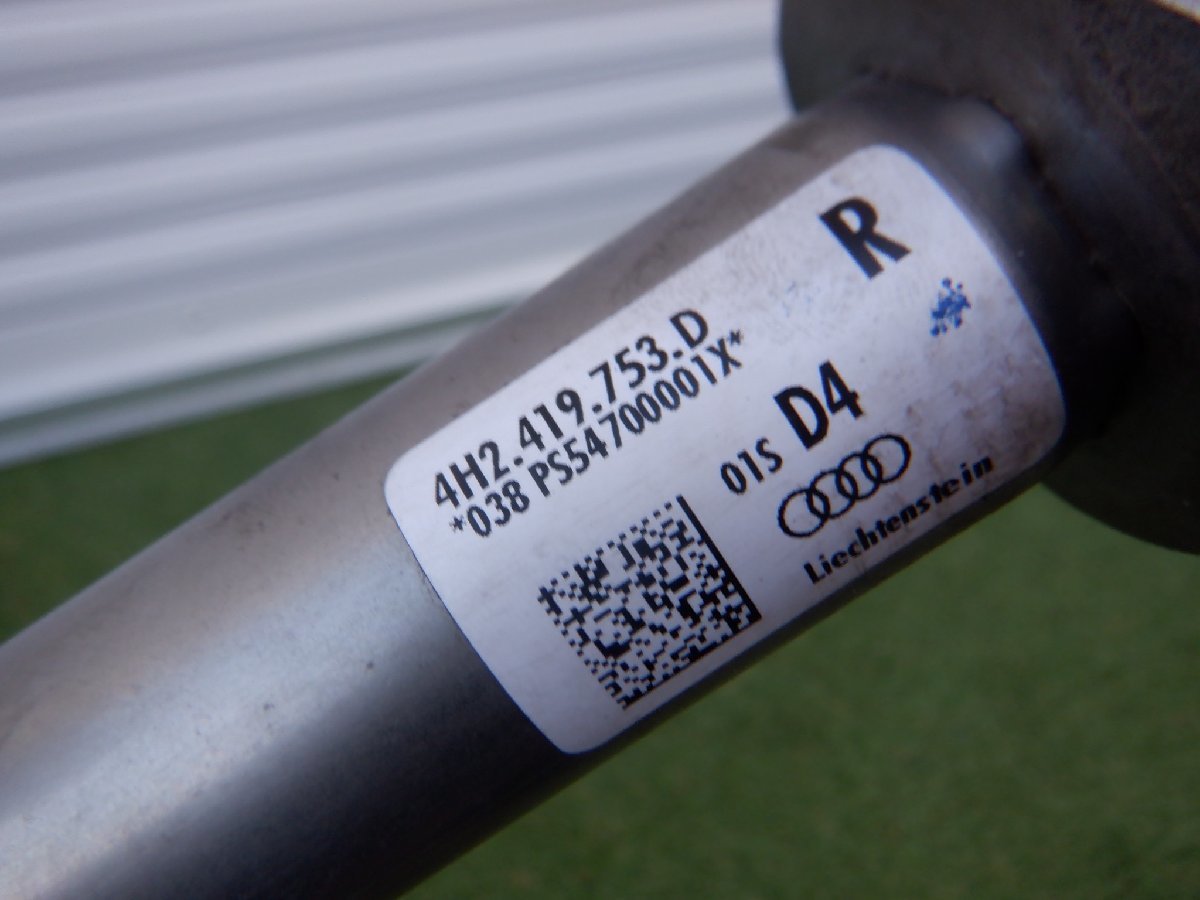 R
4H2.419.753.D
*038 PS54700001X*
01S D4
Liechtenstein